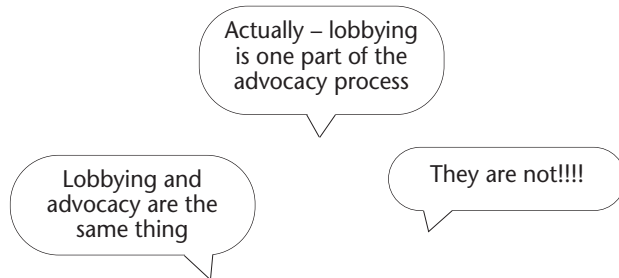 Actually – lobbying
is one part of the
advocacy process
Lobbying and
advocacy are the
same thing
They are not!!!!